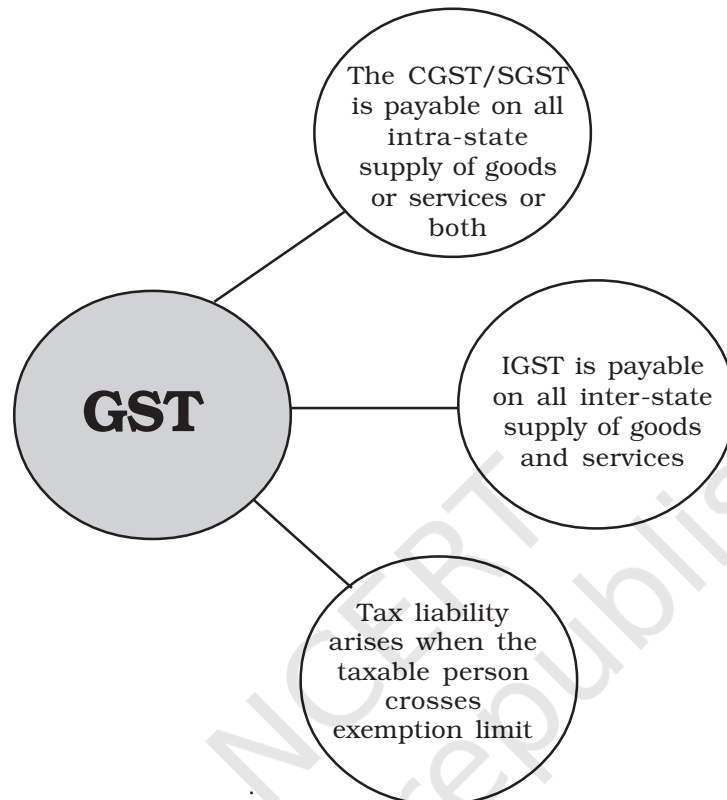 The CGST/SGST
is payable on all
intra-state
supply of goods
or services or
both
GST
IGST is payable
on all inter-state
supply of goods
and services
Tax liability
arises when the
taxable person
crosses
exemption limit
NCERT
republis